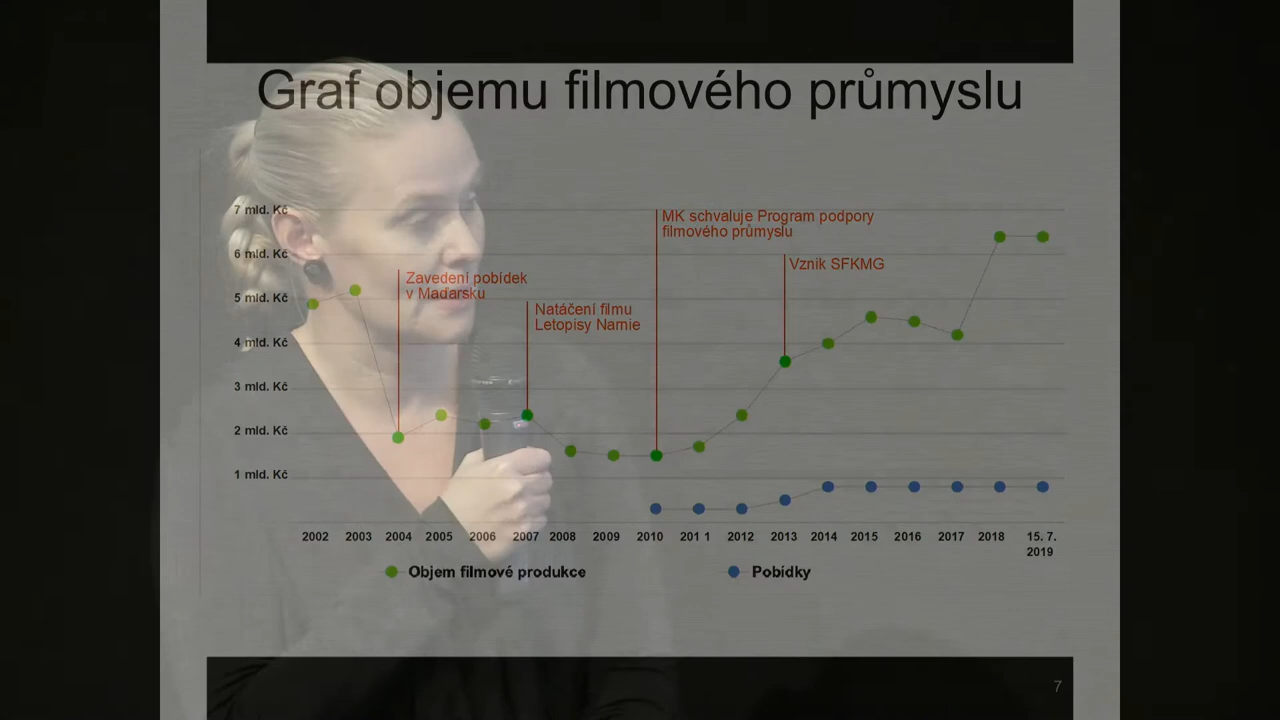 Graf objemu filmového průmyslu
7 mld. Kč
MK schvaluje Program podpory
filmového průmyslu
6 mld. Kč
Vznik SFKMG
Zavedení pobídek
v Maďarsku
5 mld. Kč
Natáčení filmu
Letopisy Narnie
4 mld. Kč
3 mld. Kč
2 mld. Kč
1 mld. Kč
2002 2003 2004 2005 2006 2007 2008 2009 2010 201 1 2012 2013 2014 2015 2016 2017 2018 15. 7.
2019
Objem filmové produkce Pobídky
7